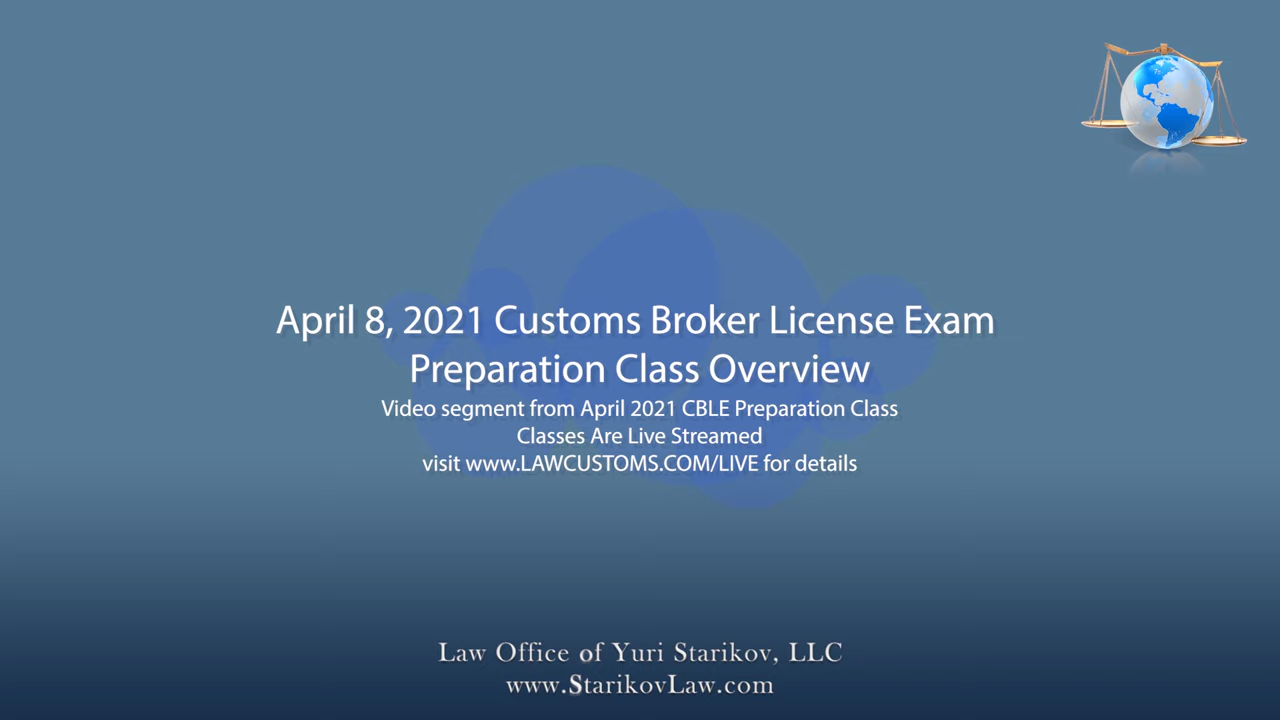 April 8, 2021 Customs Broker License Exam
Preparation Class Overview
Video segment from April 2021 CBLE Preparation Class
Classes Are Live Streamed
visit www.LAWCUSTOMS.COM/LIVE for details
Law Office of Yuri Starikov, LLC
www.StarikovLaw.com